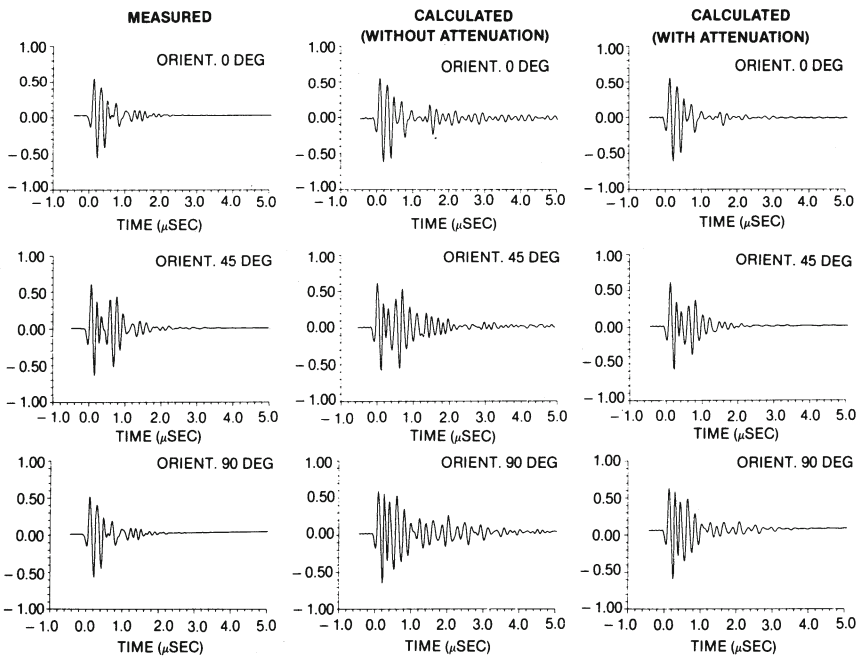 MEASURED
CALCULATED
(WITHOUT ATTENUATION)
CALCULATED
(WITH ATTENUATION)
ORIENT. 0 DEG
1.00
0.50
0.00
– 0.50
– 1.00
– 1.0 0.0 1.0 2.0 3.0 4.0 5.0
TIME (μSEC)
ORIENT. 0 DEG
1.00
0.50
0.00
– 0.50
– 1.00
– 1.0 0.0 1.0 2.0 3.0 4.0 5.0
TIME (μSEC)
ORIENT. 0 DEG
1.00
0.50
0.00
– 0.50
– 1.00
– 1.0 0.0 1.0 2.0 3.0 4.0 5.0
TIME (μSEC)
ORIENT. 45 DEG
1.00
0.50
0.00
– 0.50
– 1.00
– 1.0 0.0 1.0 2.0 3.0 4.0 5.0
TIME (μSEC)
ORIENT. 45 DEG
1.00
0.50
0.00
– 0.50
– 1.00
– 1.0 0.0 1.0 2.0 3.0 4.0 5.0
TIME (μSEC)
ORIENT. 45 DEG
1.00
0.50
0.00
– 0.50
– 1.00
– 1.0 0.0 1.0 2.0 3.0 4.0 5.0
TIME (μSEC)
ORIENT. 90 DEG
1.00
0.50
0.00
– 0.50
– 1.00
– 1.0 0.0 1.0 2.0 3.0 4.0 5.0
TIME (μSEC)
ORIENT. 90 DEG
1.00
0.50
0.00
– 0.50
– 1.00
– 1.0 0.0 1.0 2.0 3.0 4.0 5.0
TIME (μSEC)
ORIENT. 90 DEG
1.00
0.50
0.00
– 0.50
– 1.00
– 1.0 0.0 1.0 2.0 3.0 4.0 5.0
TIME (μSEC)